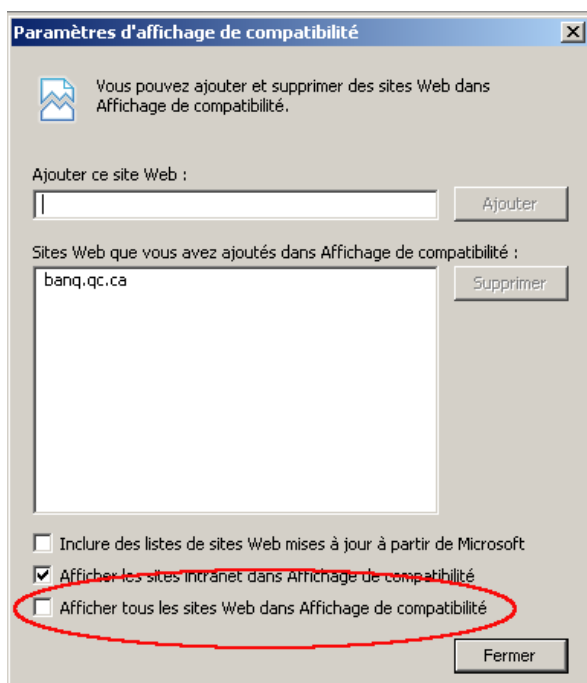 Paramètres d'affichage de compatibilité
Vous pouvez ajouter et supprimer des sites Web dans
Affichage de compatibilité.
Ajouter ce site Web :
Ajouter
Sites Web que vous avez ajoutés dans Affichage de compatibilité :
banq.qc.ca
Supprimer
Inclure des listes de sites Web mises à jour à partir de Microsoft
Afficher les sites intranet dans Affichage de compatibilité
Afficher tous les sites Web dans Affichage de compatibilité
Fermer